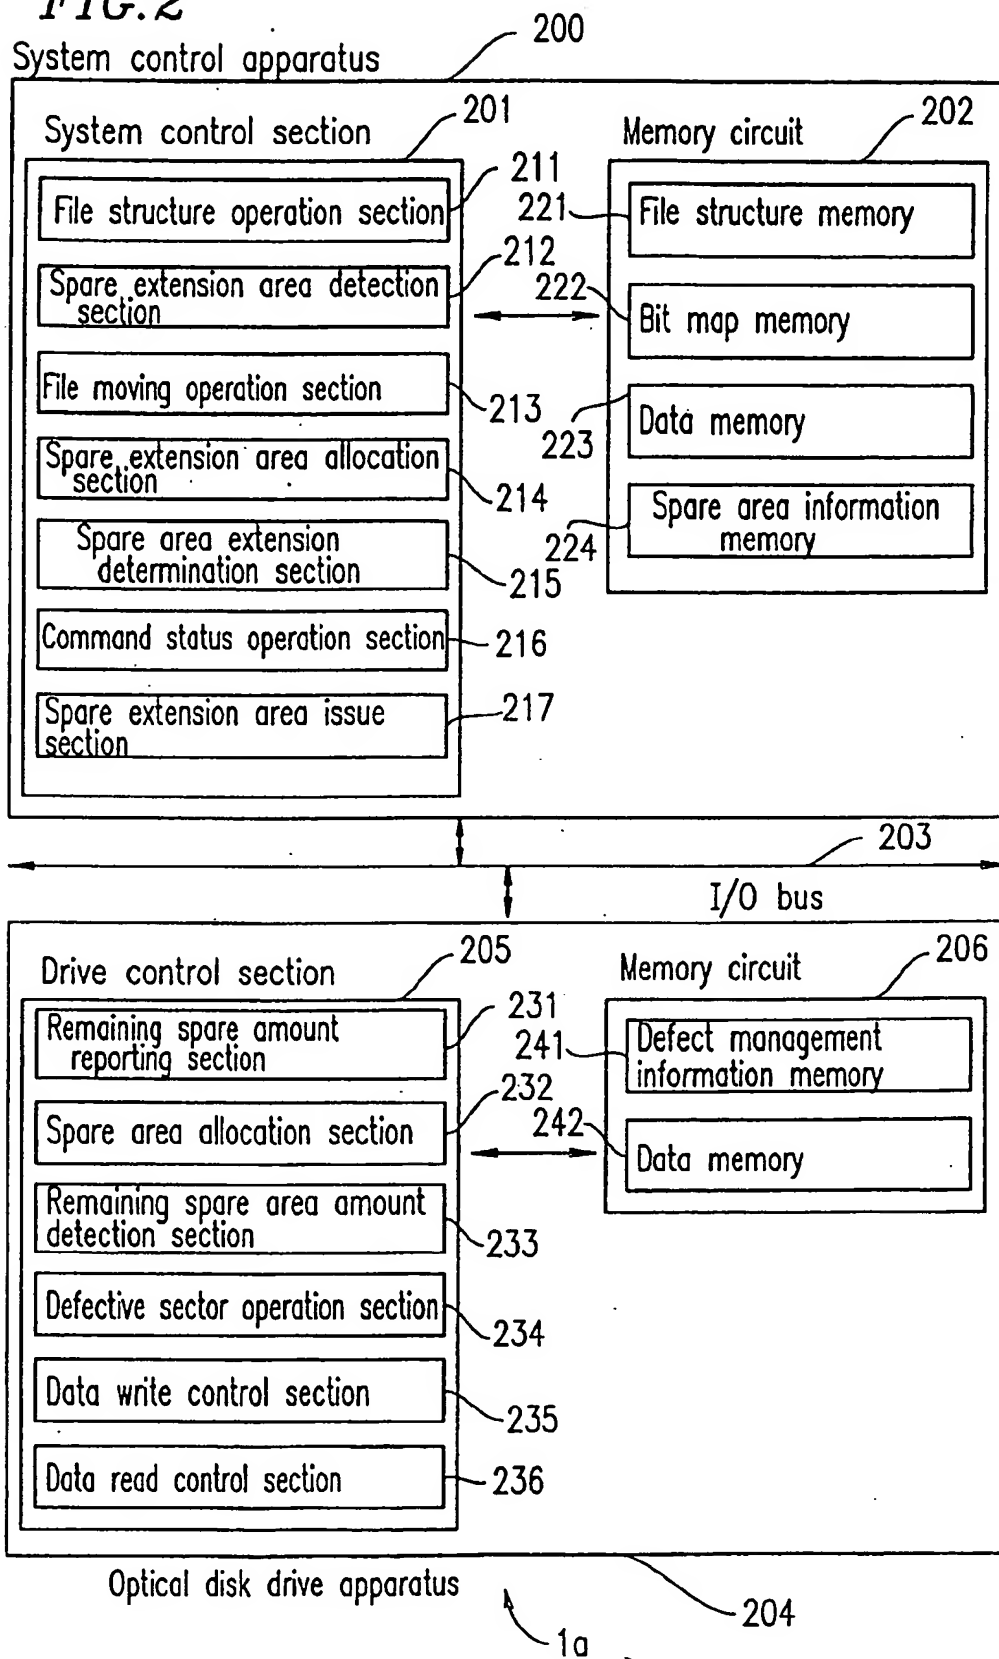 FIG.2
System control apparatus
200
System control section
201
Memory circuit
202
File structure operation section
211
221
File structure memory
Spare extension area detection
section
212
222
Bit map memory
File moving operation section
213
223
Data memory
Spare extension area allocation
section
214
224
Spare area information
memory
Spare area extension
determination section
215
Command status operation section
216
Spare extension area issue
section
217
203
I/O bus
Drive control section
205
Memory circuit
206
Remaining spare amount
reporting section
231
241
Defect management
information memory
Spare area allocation section
232
242
Data memory
Remaining spare area amount
detection section
233
Defective sector operation section
234
Data write control section
235
Data read control section
236
Optical disk drive apparatus
204
1a